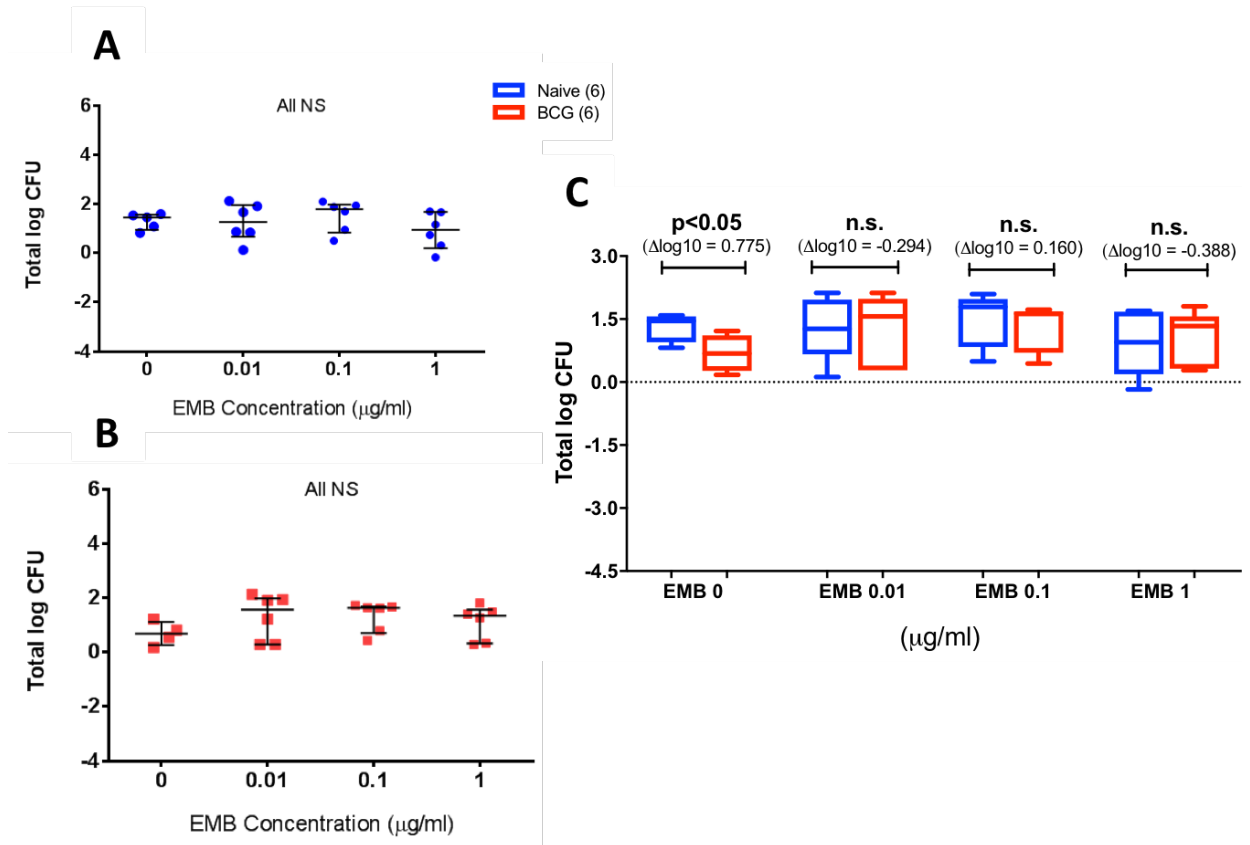 A
All NS
6
4
2
0
-2
-4
Total log CFU
0 0.01 0.1 1
EMB Concentration (μg/ml)
Naive (6)
BCG (6)
B
All NS
6
4
2
0
-2
-4
Total log CFU
0 0.01 0.1 1
EMB Concentration (μg/ml)
C
p<0.05 n.s. n.s. n.s.
(Δlog10 = 0.775) (Δlog10 = -0.294) (Δlog10 = 0.160) (Δlog10 = -0.388)
3.0
1.5
0.0
-1.5
-3.0
-4.5
Total log CFU
EMB 0 EMB 0.01 EMB 0.1 EMB 1
(μg/ml)